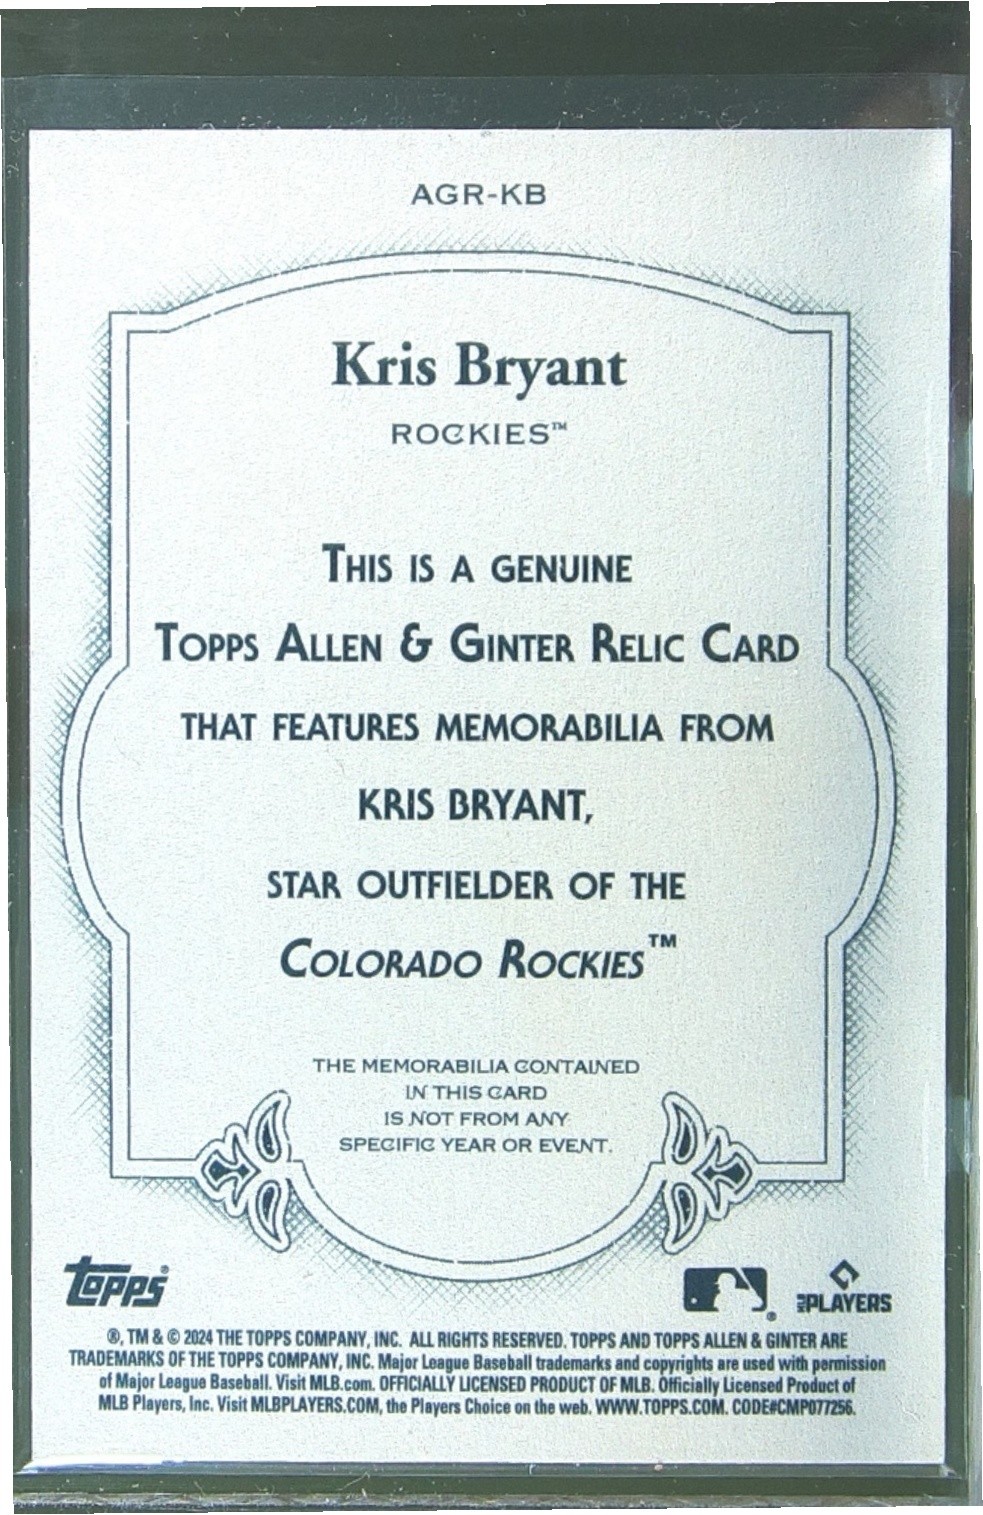 AGR-KB
Kris Bryant
ROCKIES™
THIS IS A GENUINE
TOPPS ALLEN & GINTER RELIC CARD
THAT FEATURES MEMORABILIA FROM
KRIS BRYANT,
STAR OUTFIELDER OF THE
COLORADO ROCKIES™
THE MEMORABILIA CONTAINED
IN THIS CARD
IS NOT FROM ANY
SPECIFIC YEAR OR EVENT.
TOPPS®
® MLB PLAYERS
®, TM & © 2024 THE TOPPS COMPANY, INC. ALL RIGHTS RESERVED. TOPPS AND TOPPS ALLEN & GINTER ARE
TRADEMARKS OF THE TOPPS COMPANY, INC. Major League Baseball trademarks and copyrights are used with permission
of Major League Baseball. Visit MLB.com. OFFICIALLY LICENSED PRODUCT OF MLB. Officially Licensed Product of
MLB Players, Inc. Visit MLBPLAYERS.COM, the Players Choice on the web. WWW.TOPPS.COM. CODE#CMP077256.